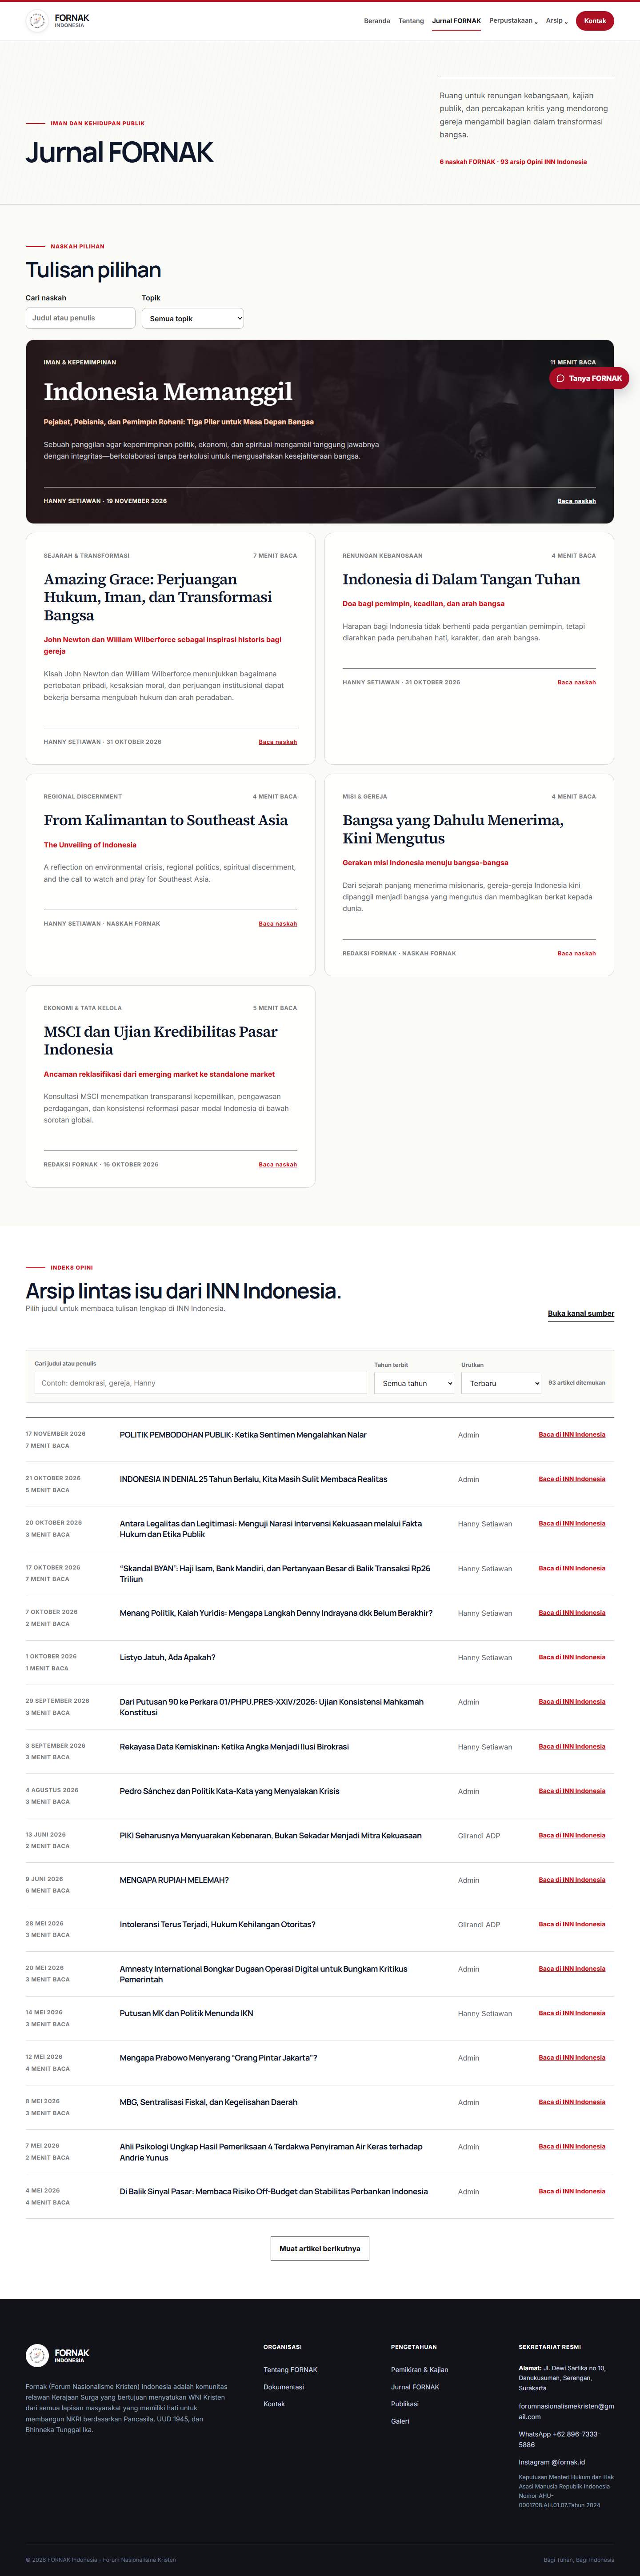 FORNAK
INDONESIA
Beranda
Tentang
Jurnal FORNAK
Perpustakaan
Arsip
Kontak
IMAN DAN KEHIDUPAN PUBLIK
Jurnal FORNAK
Ruang untuk renungan kebangsaan, kajian
publik, dan percakapan kritis yang mendorong
gereja mengambil bagian dalam transformasi
bangsa.
6 naskah FORNAK · 93 arsip Opini INN Indonesia
NASKAH PILIHAN
Tulisan pilihan
Cari naskah
Topik
Judul atau penulis
Semua topik
IMAN & KEPEMIMPINAN
11 MENIT BACA
Tanya FORNAK
Indonesia Memanggil
Pejabat, Pebisnis, dan Pemimpin Rohani: Tiga Pilar untuk Masa Depan Bangsa
Sebuah panggilan agar kepemimpinan politik, ekonomi, dan spiritual mengambil tanggung jawabnya
dengan integritas—berkolaborasi tanpa berkolusi untuk mengusahakan kesejahteraan bangsa.
HANNY SETIAWAN · 19 NOVEMBER 2026
Baca naskah
SEJARAH & TRANSFORMASI
7 MENIT BACA
Amazing Grace: Perjuangan
Hukum, Iman, dan Transformasi
Bangsa
John Newton dan William Wilberforce sebagai inspirasi historis bagi
gereja
Kisah John Newton dan William Wilberforce menunjukkan bagaimana
pertobatan pribadi, kesaksian moral, dan perjuangan institusional dapat
bekerja bersama mengubah hukum dan arah peradaban.
HANNY SETIAWAN · 31 OKTOBER 2026
Baca naskah
RENUNGAN KEBANGSAAN
4 MENIT BACA
Indonesia di Dalam Tangan Tuhan
Doa bagi pemimpin, keadilan, dan arah bangsa
Harapan bagi Indonesia tidak berhenti pada pergantian pemimpin, tetapi
diarahkan pada perubahan hati, karakter, dan arah bangsa.
HANNY SETIAWAN · 31 OKTOBER 2026
Baca naskah
REGIONAL DISCERNMENT
4 MENIT BACA
From Kalimantan to Southeast Asia
The Unveiling of Indonesia
A reflection on environmental crisis, regional politics, spiritual discernment,
and the call to watch and pray for Southeast Asia.
HANNY SETIAWAN · NASKAH FORNAK
Baca naskah
MISI & GEREJA
4 MENIT BACA
Bangsa yang Dahulu Menerima,
Kini Mengutus
Gerakan misi Indonesia menuju bangsa-bangsa
Dari sejarah panjang menerima misionaris, gereja-gereja Indonesia kini
dipanggil menjadi bangsa yang mengutus dan membagikan berkat kepada
dunia.
REDAKSI FORNAK · NASKAH FORNAK
Baca naskah
EKONOMI & TATA KELOLA
5 MENIT BACA
MSCI dan Ujian Kredibilitas Pasar
Indonesia
Ancaman reklasifikasi dari emerging market ke standalone market
Konsultasi MSCI menempatkan transparansi kepemilikan, pengawasan
perdagangan, dan konsistensi reformasi pasar modal Indonesia di bawah
sorotan global.
REDAKSI FORNAK · 16 OKTOBER 2026
Baca naskah
INDEKS OPINI
Arsip lintas isu dari INN Indonesia.
Pilih judul untuk membaca tulisan lengkap di INN Indonesia.
Buka kanal sumber
Cari judul atau penulis
Tahun terbit
Urutkan
Contoh: demokrasi, gereja, Hanny
Semua tahun
Terbaru
93 artikel ditemukan
17 NOVEMBER 2026
7 MENIT BACA
POLITIK PEMBODOHAN PUBLIK: Ketika Sentimen Mengalahkan Nalar
Admin
Baca di INN Indonesia
21 OKTOBER 2026
5 MENIT BACA
INDONESIA IN DENIAL 25 Tahun Berlalu, Kita Masih Sulit Membaca Realitas
Admin
Baca di INN Indonesia
20 OKTOBER 2026
3 MENIT BACA
Antara Legalitas dan Legitimasi: Menguji Narasi Intervensi Kekuasaan melalui Fakta
Hukum dan Etika Publik
Hanny Setiawan
Baca di INN Indonesia
17 OKTOBER 2026
7 MENIT BACA
"Skandal BYAN": Haji Isam, Bank Mandiri, dan Pertanyaan Besar di Balik Transaksi Rp26
Triliun
Hanny Setiawan
Baca di INN Indonesia
7 OKTOBER 2026
2 MENIT BACA
Menang Politik, Kalah Yuridis: Mengapa Langkah Denny Indrayana dkk Belum Berakhir?
Hanny Setiawan
Baca di INN Indonesia
1 OKTOBER 2026
1 MENIT BACA
Listyo Jatuh, Ada Apakah?
Hanny Setiawan
Baca di INN Indonesia
29 SEPTEMBER 2026
3 MENIT BACA
Dari Putusan 90 ke Perkara 01/PHPU.PRES-XXIV/2026: Ujian Konsistensi Mahkamah
Konstitusi
Admin
Baca di INN Indonesia
3 SEPTEMBER 2026
3 MENIT BACA
Rekayasa Data Kemiskinan: Ketika Angka Menjadi Ilusi Birokrasi
Hanny Setiawan
Baca di INN Indonesia
4 AGUSTUS 2026
3 MENIT BACA
Pedro Sánchez dan Politik Kata-Kata yang Menyalakan Krisis
Admin
Baca di INN Indonesia
13 JUNI 2026
2 MENIT BACA
PIKI Seharusnya Menyuarakan Kebenaran, Bukan Sekadar Menjadi Mitra Kekuasaan
Gilrandi ADP
Baca di INN Indonesia
9 JUNI 2026
6 MENIT BACA
MENGAPA RUPIAH MELEMAH?
Admin
Baca di INN Indonesia
28 MEI 2026
3 MENIT BACA
Intoleransi Terus Terjadi, Hukum Kehilangan Otoritas?
Gilrandi ADP
Baca di INN Indonesia
20 MEI 2026
3 MENIT BACA
Amnesty International Bongkar Dugaan Operasi Digital untuk Bungkam Kritikus
Pemerintah
Admin
Baca di INN Indonesia
14 MEI 2026
3 MENIT BACA
Putusan MK dan Politik Menunda IKN
Hanny Setiawan
Baca di INN Indonesia
12 MEI 2026
4 MENIT BACA
Mengapa Prabowo Menyerang "Orang Pintar Jakarta"?
Admin
Baca di INN Indonesia
8 MEI 2026
3 MENIT BACA
MBG, Sentralisasi Fiskal, dan Kegelisahan Daerah
Admin
Baca di INN Indonesia
7 MEI 2026
2 MENIT BACA
Ahli Psikologi Ungkap Hasil Pemeriksaan 4 Terdakwa Penyiraman Air Keras terhadap
Andrie Yunus
Admin
Baca di INN Indonesia
4 MEI 2026
4 MENIT BACA
Di Balik Sinyal Pasar: Membaca Risiko Off-Budget dan Stabilitas Perbankan Indonesia
Admin
Baca di INN Indonesia
Muat artikel berikutnya
FORNAK
INDONESIA
Fornak (Forum Nasionalisme Kristen) Indonesia adalah komunitas
relawan Kerajaan Surga yang bertujuan menyatukan WNI Kristen
dari semua lapisan masyarakat yang memiliki hati untuk
membangun NKRI berdasarkan Pancasila, UUD 1945, dan
Bhinneka Tunggal Ika.
ORGANISASI
Tentang FORNAK
Dokumentasi
Kontak
PENGETAHUAN
Pemikiran & Kajian
Jurnal FORNAK
Publikasi
Galeri
SEKRETARIAT RESMI
Alamat: Jl. Dewi Sartika no 10,
Danukusuman, Serengan,
Surakarta
forumnasionalismekristen@gm
ail.com
WhatsApp +62 896-7333-
5886
Instagram @fornak.id
Keputusan Menteri Hukum dan Hak
Asasi Manusia Republik Indonesia
Nomor AHU-
0001708.AH.01.07.Tahun 2024
© 2026 FORNAK Indonesia · Forum Nasionalisme Kristen
Bagi Tuhan, Bagi Indonesia